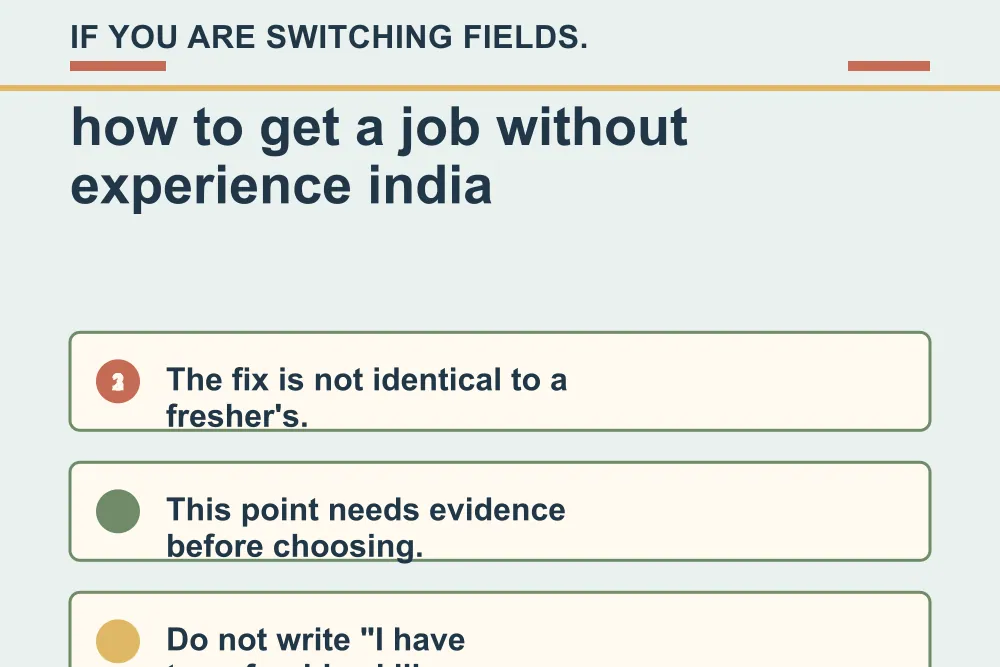 IF YOU ARE SWITCHING FIELDS.
how to get a job without
experience india
The fix is not identical to a
fresher's.
This point needs evidence
before choosing.
Do not write "I have